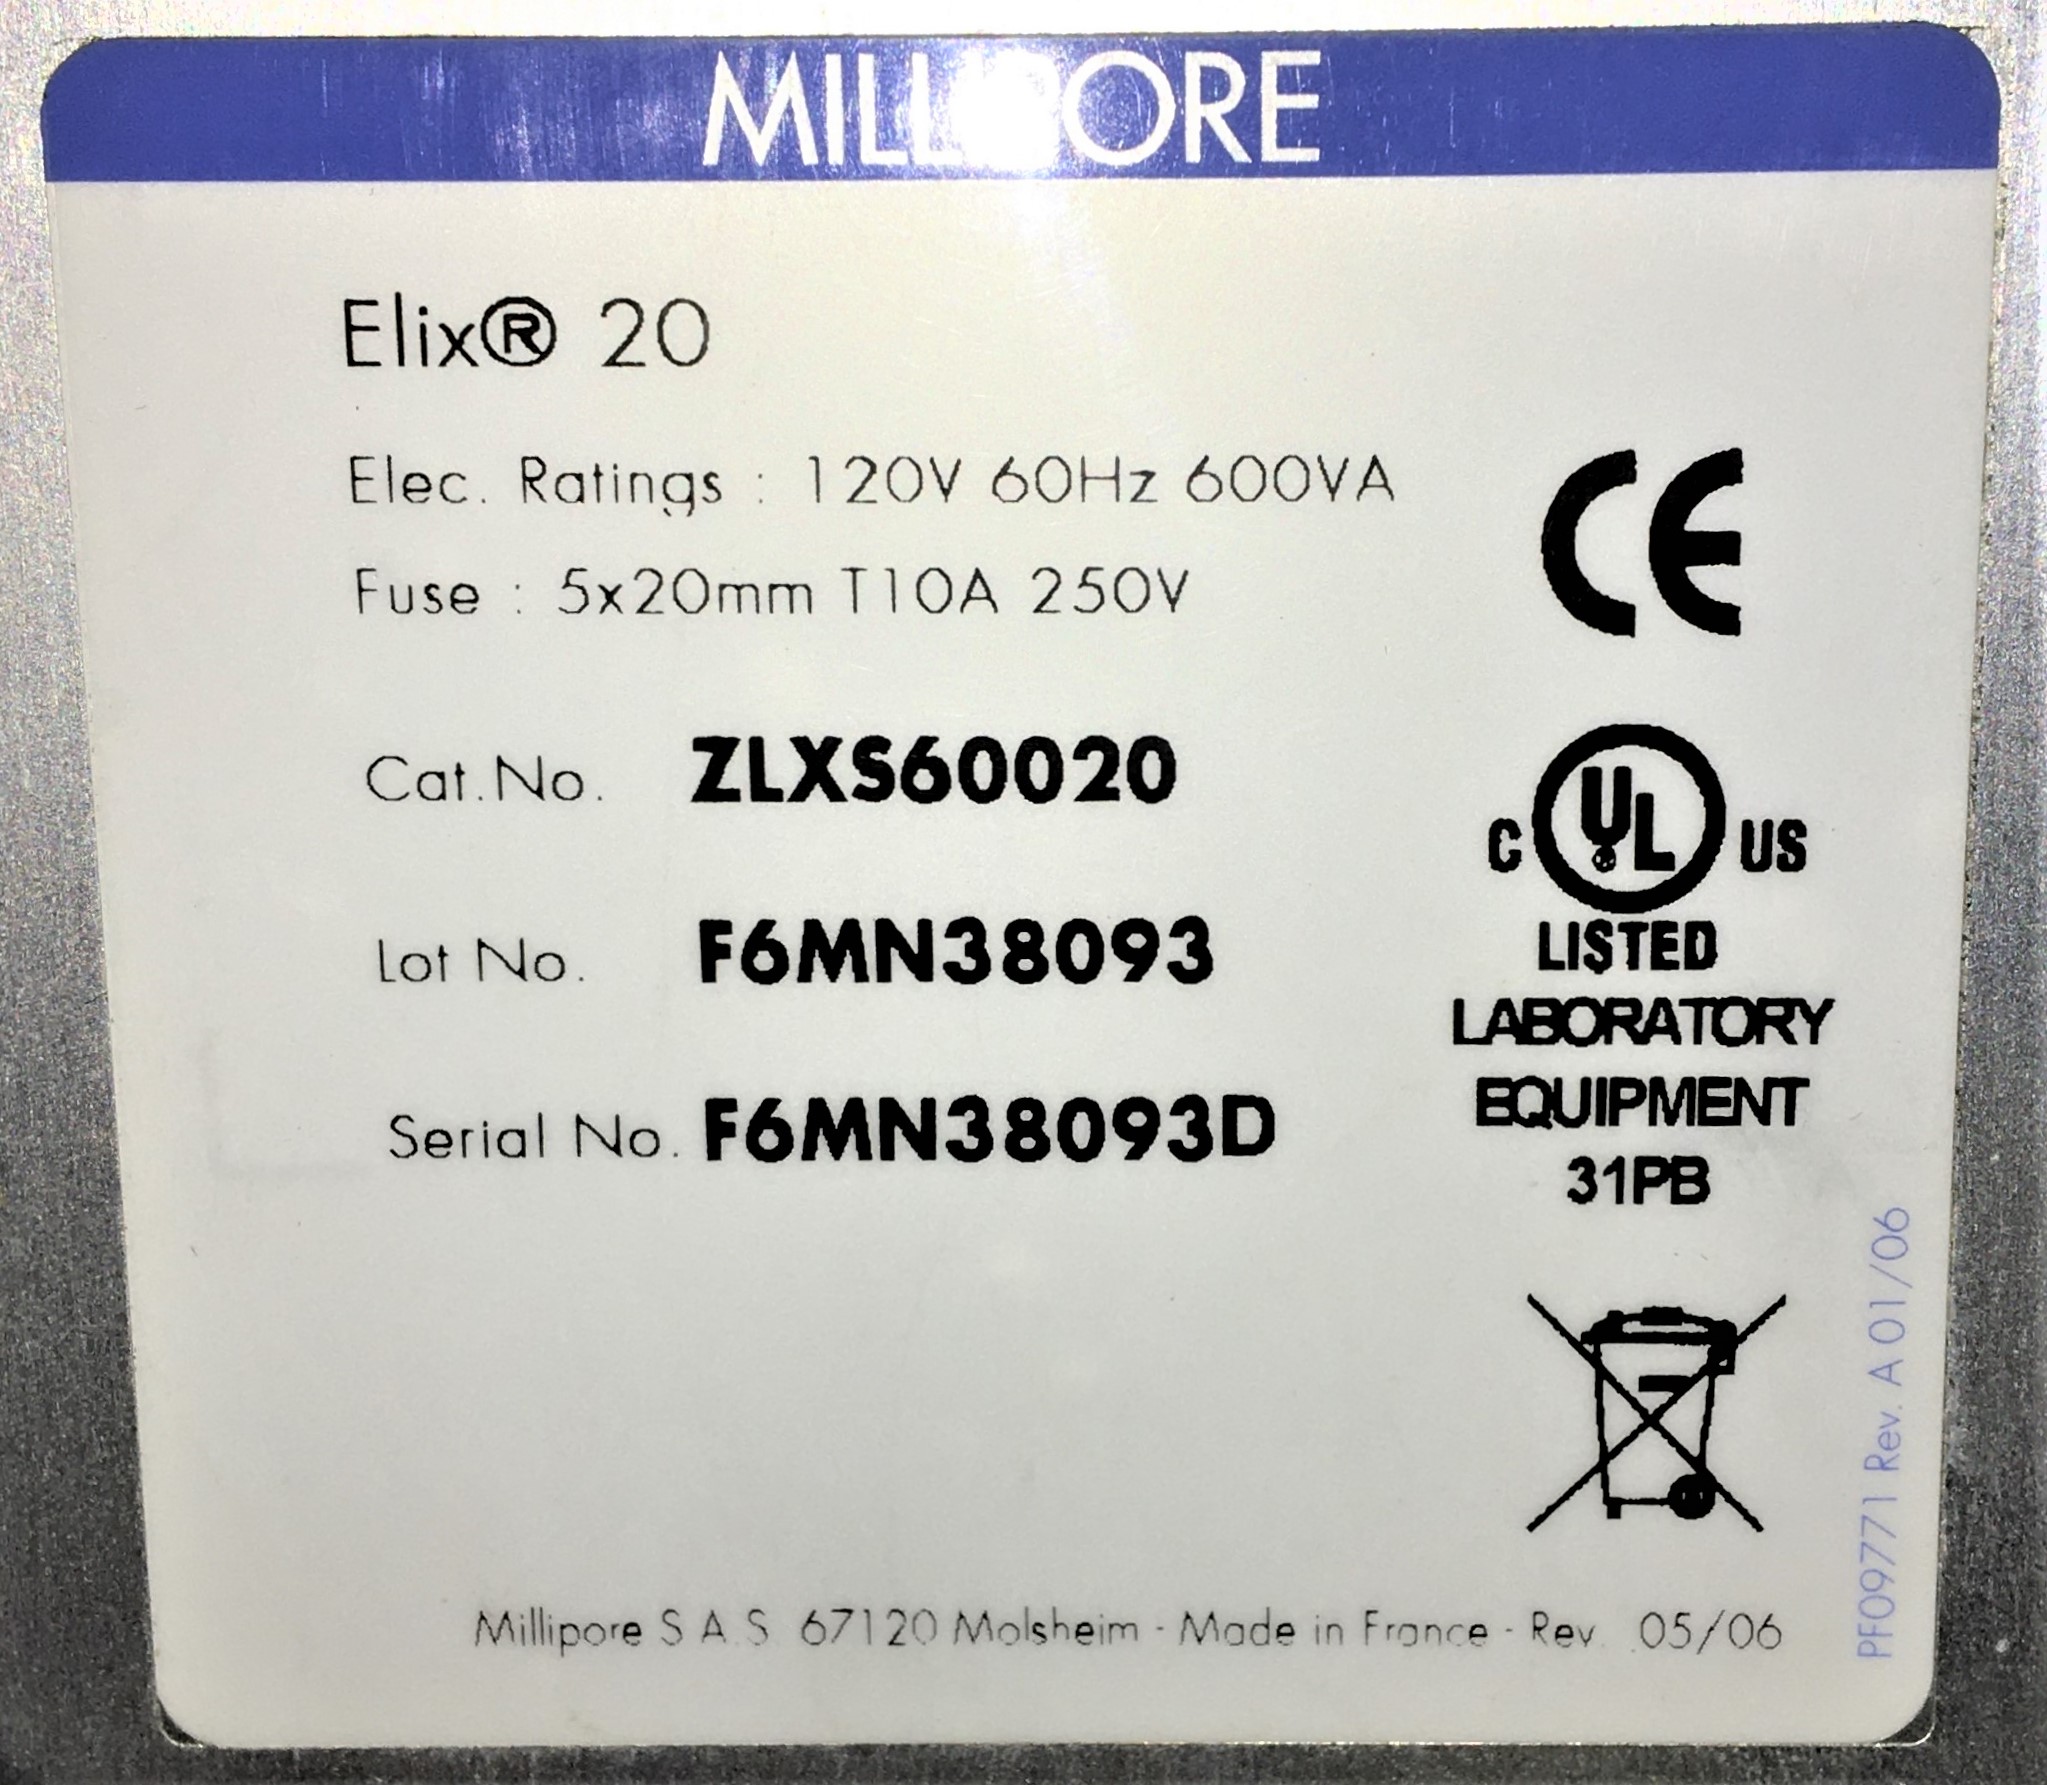 MILLIPORE
Elix® 20
Elec. Ratings : 120V 60Hz 600VA
Fuse : 5x20mm T10A 250V
CE
Cat.No. ZLXS60020
C UL US
LISTED
Lot No. F6MN38093
LABORATORY
EQUIPMENT
31PB
Serial No. F6MN38093D
Millipore S A S 67120 Molsheim - Made in France - Rev. 05/06
PF09771 Rev. A 01/06